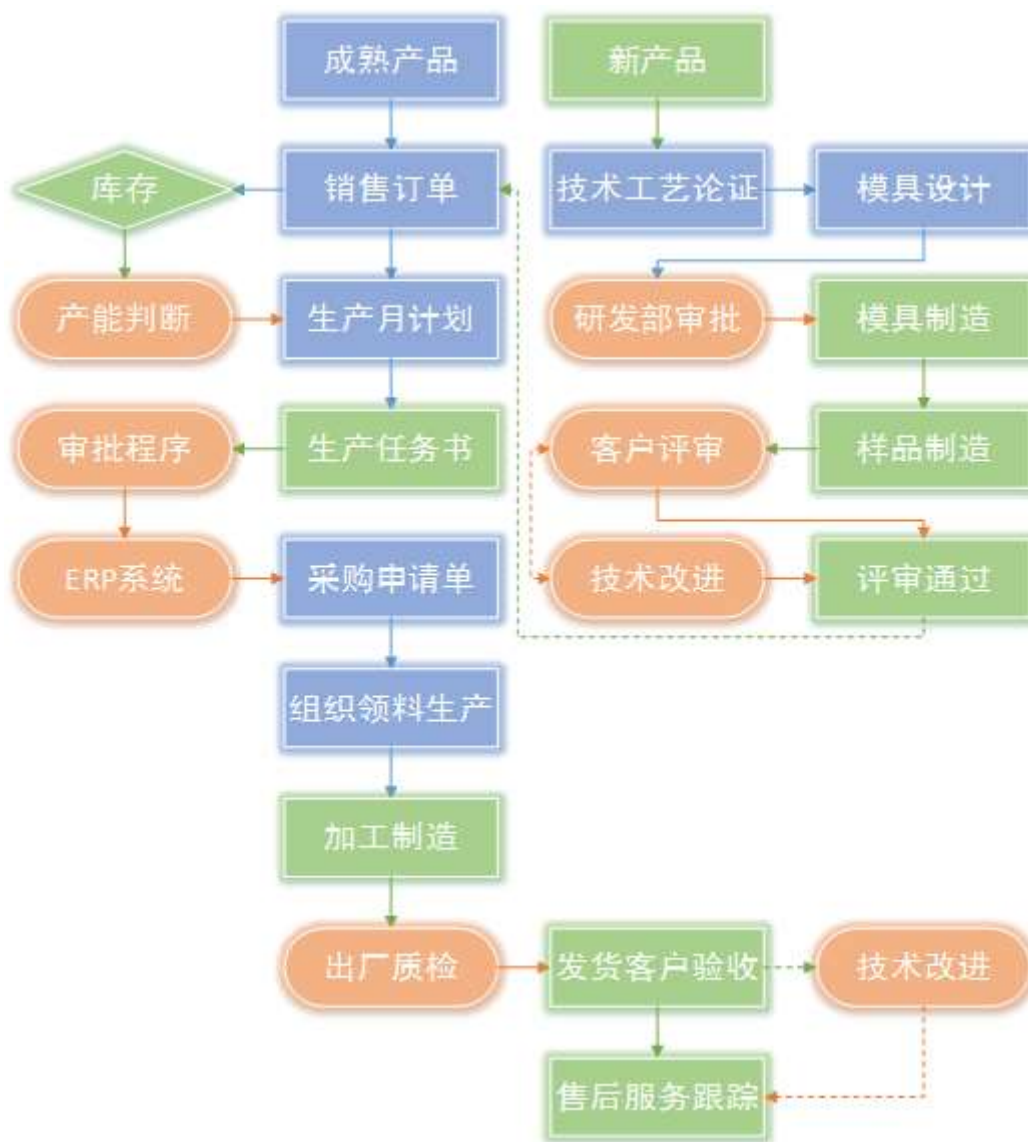 成熟产品
新产品
库存
销售订单
技术工艺论证
模具设计
产能判断
生产月计划
研发部审批
模具制造
审批程序
生产任务书
客户评审
样品制造
ERP系统
采购申请单
技术改进
评审通过
组织领料生产
加工制造
出厂质检
发货客户验收
技术改进
售后服务跟踪